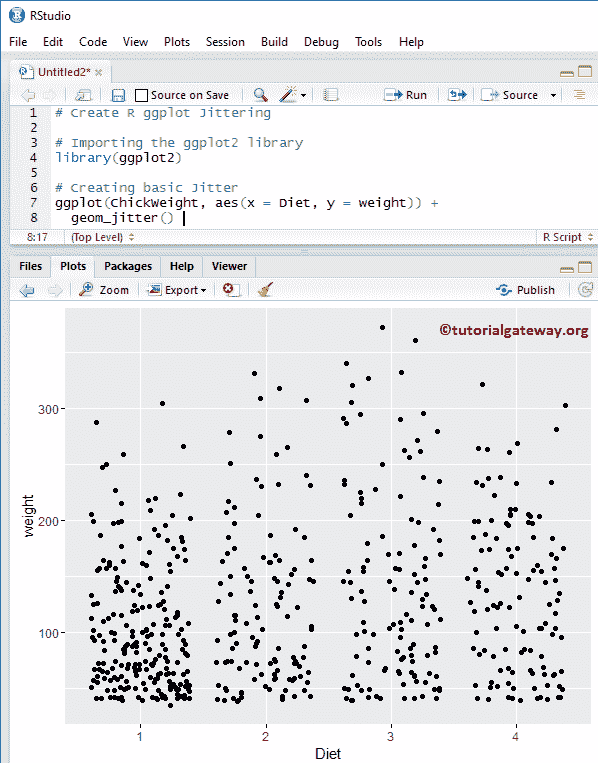 RStudio
File Edit Code View Plots Session Build Debug Tools Help
Untitled2* ×
Source on Save Run Source
1 # Create R ggplot Jittering
2
3 # Importing the ggplot2 library
4 library(ggplot2)
5
6 # Creating basic Jitter
7 ggplot(ChickWeight, aes(x = Diet, y = weight)) +
8 geom_jitter()
8:17 (Top Level) R Script
Files Plots Packages Help Viewer
Zoom Export Publish
©tutorialgateway.org
300
200
100
weight
1 2 3 4
Diet